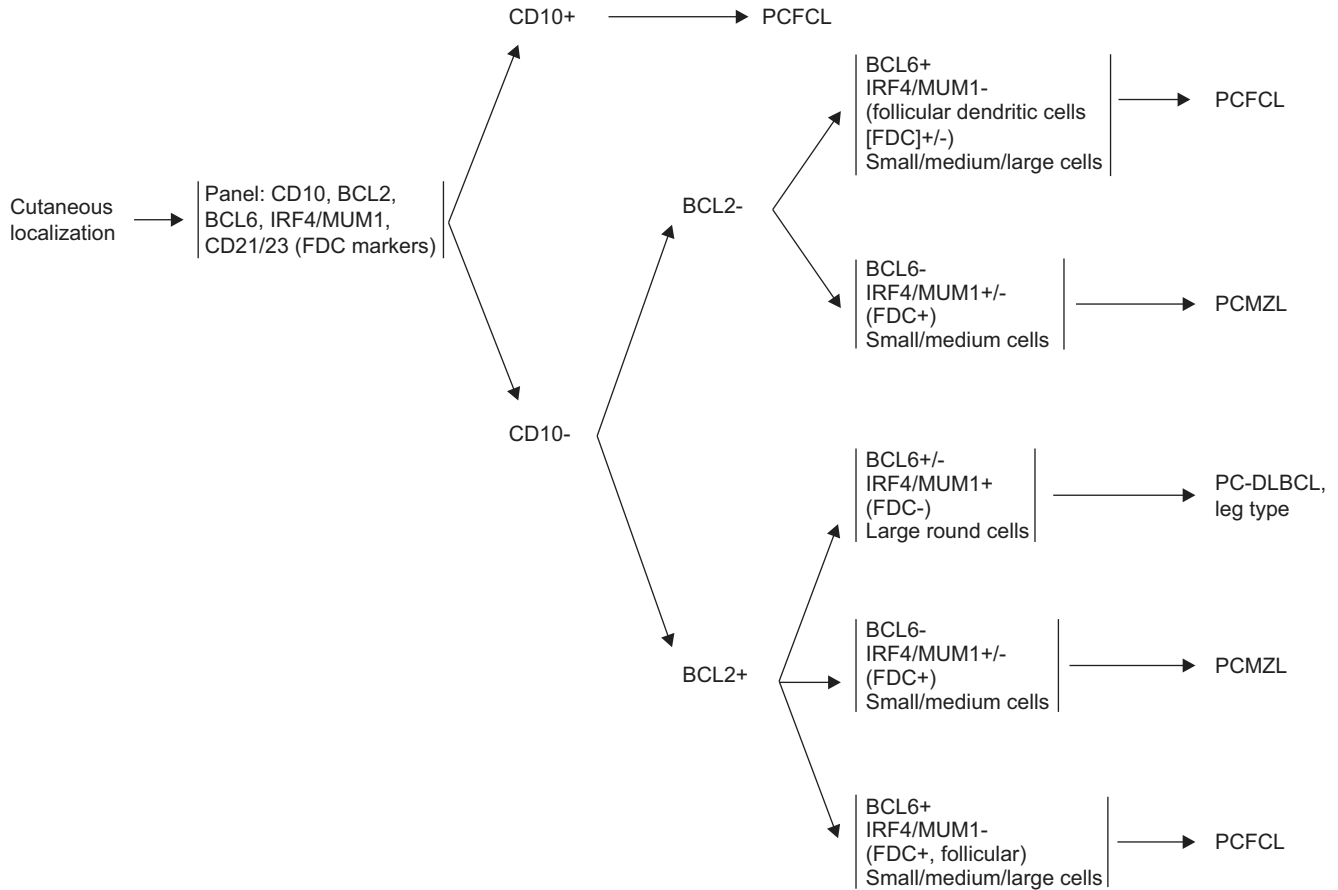 Cutaneous
localization
Panel: CD10, BCL2,
BCL6, IRF4/MUM1,
CD21/23 (FDC markers)
CD10+
PCFCL
CD10-
BCL2-
BCL6+
IRF4/MUM1-
(follicular dendritic cells
[FDC]+/-)
Small/medium/large cells
PCFCL
BCL6-
IRF4/MUM1+/-
(FDC+)
Small/medium cells
PCMZL
BCL2+
BCL6+/-
IRF4/MUM1+
(FDC-)
Large round cells
PC-DLBCL,
leg type
BCL6-
IRF4/MUM1+/-
(FDC+)
Small/medium cells
PCMZL
BCL6+
IRF4/MUM1-
(FDC+, follicular)
Small/medium/large cells
PCFCL